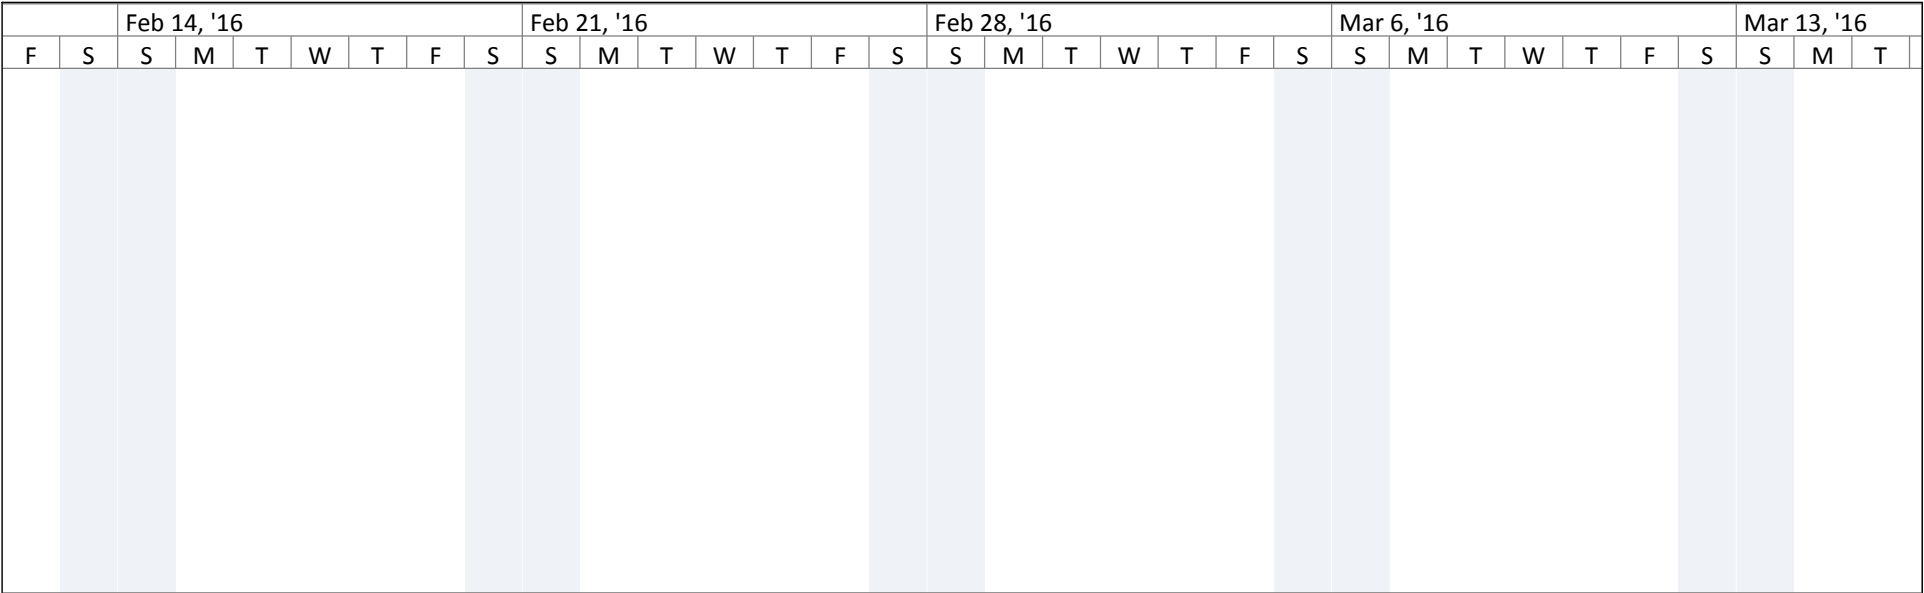 Feb 14, '16 Feb 21, '16 Feb 28, '16 Mar 6, '16 Mar 13, '16
F S S M T W T F S S M T W T F S S M T W T F S S M T W T F S S M T